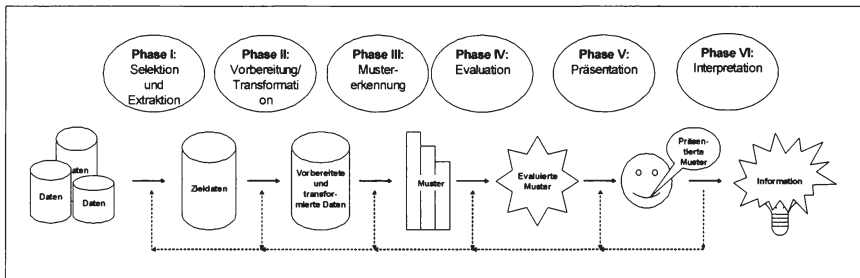 Phase I:
Selektion
und
Extraktion
Phase II:
Vorbereitung/
Transformati
on
Phase III:
Muster-
erkennung
Phase IV:
Evaluation
Phase V:
Präsentation
Phase VI:
Interpretation
Daten
Daten
Daten
Zieldaten
Vorbereitete
und
transfor-
mierte Daten
Muster
Evaluierte
Muster
Präsen-
tierte
Muster
Information